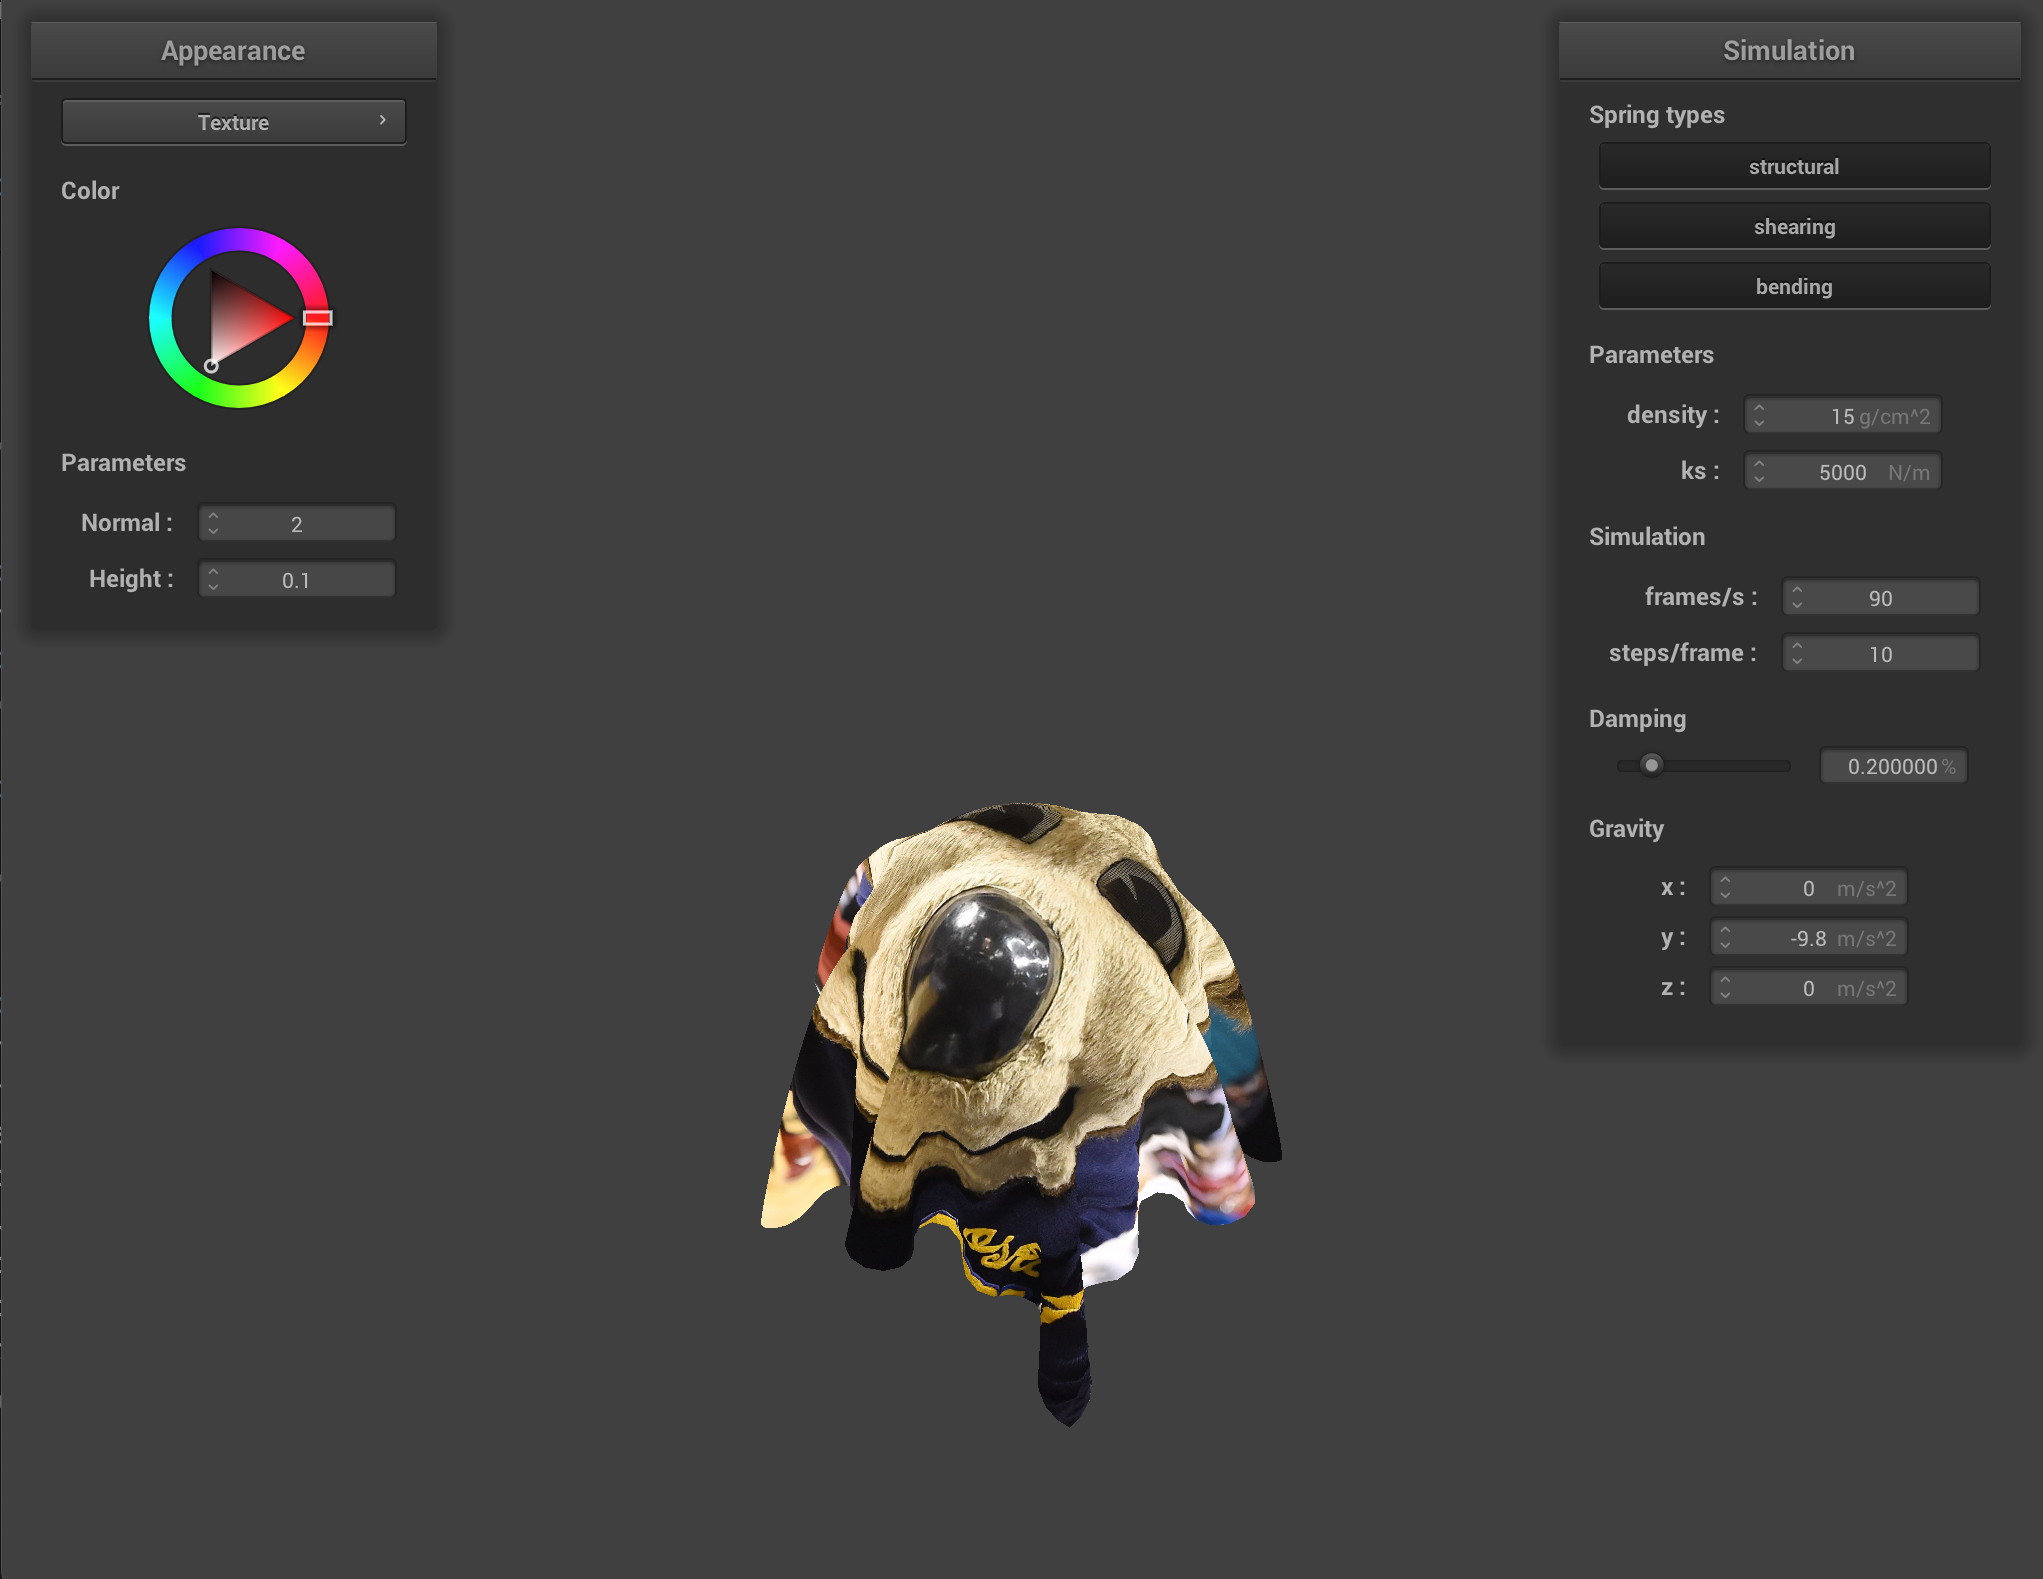 Appearance
Texture
Color
Parameters
Normal : 2
Height : 0.1
Simulation
Spring types
structural
shearing
bending
Parameters
density : 15 g/cm^2
ks : 5000 N/m
Simulation
frames/s : 90
steps/frame : 10
Damping
0.200000 %
Gravity
x : 0 m/s^2
y : -9.8 m/s^2
z : 0 m/s^2